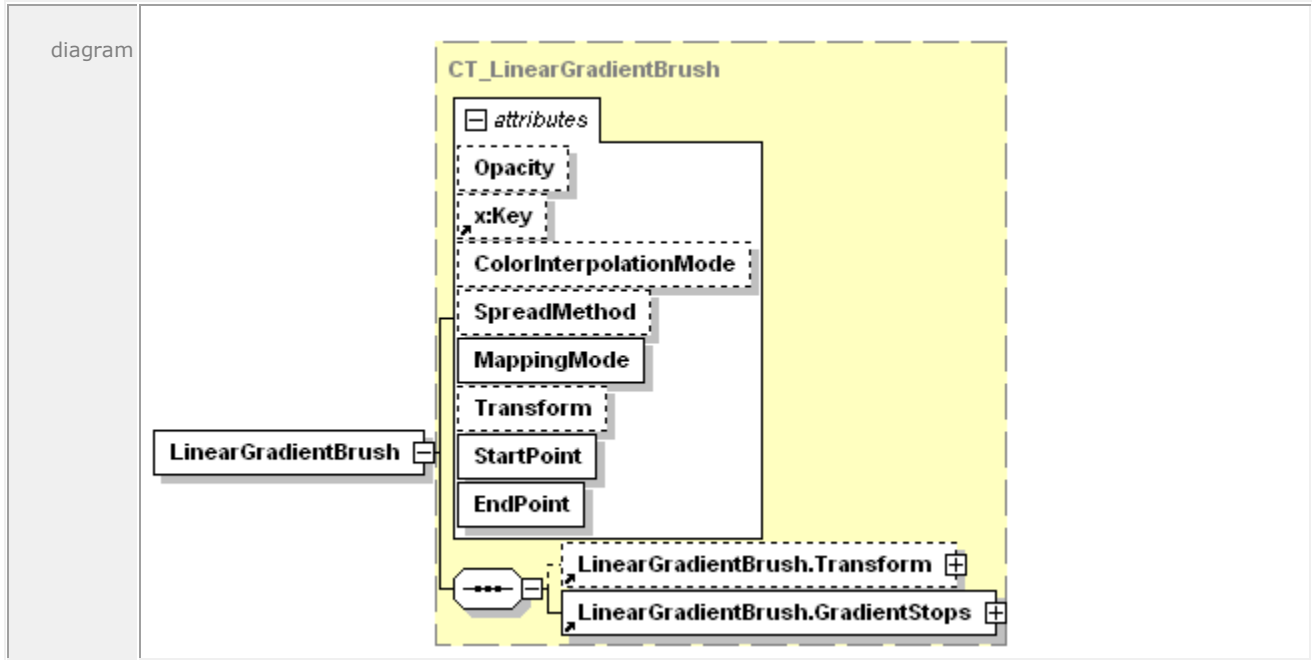 diagram
CT_LinearGradientBrush
attributes
Opacity
x:Key
ColorInterpolationMode
SpreadMethod
MappingMode
Transform
LinearGradientBrush
StartPoint
EndPoint
LinearGradientBrush.Transform
LinearGradientBrush.GradientStops